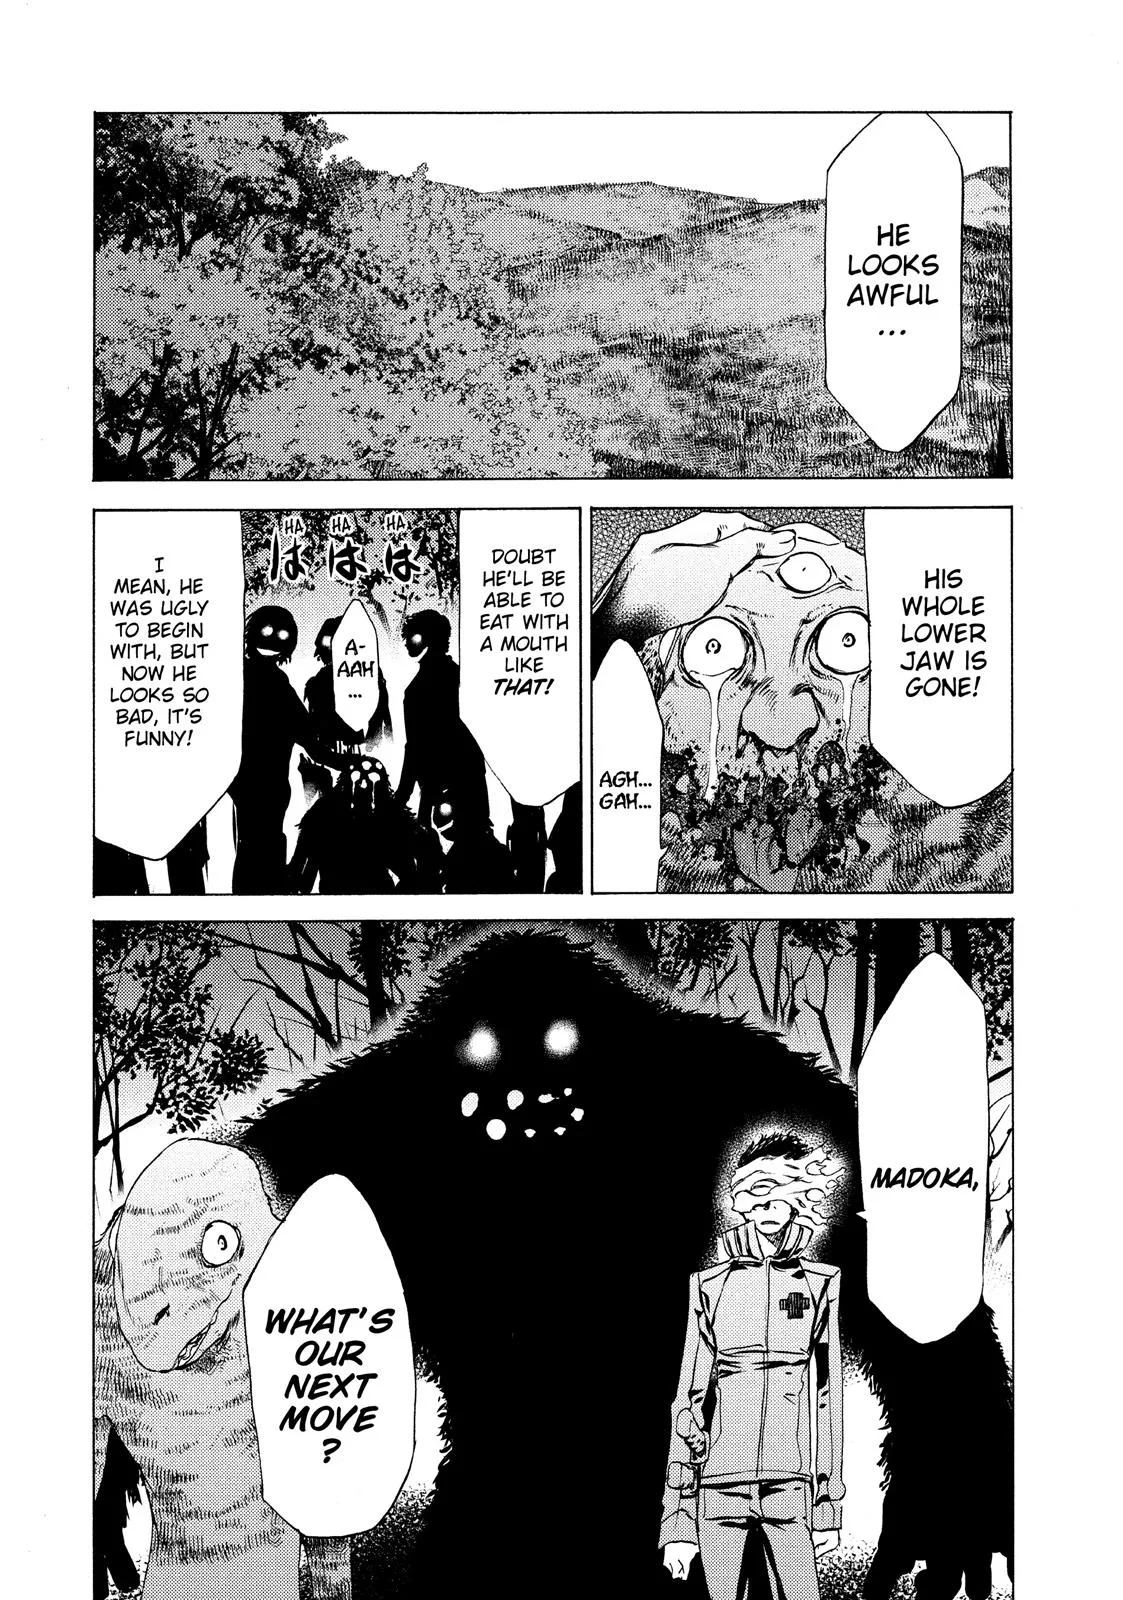 HE
LOOKS
AWFUL
...
HIS
WHOLE
LOWER
JAW IS
GONE!
AGH...
GAH...
DOUBT
HE'LL BE
ABLE TO
EAT WITH
A MOUTH
LIKE
THAT!
HA
HA
HA
は
は
は
A-
AAH
...
I
MEAN, HE
WAS UGLY
TO BEGIN
WITH, BUT
NOW HE
LOOKS SO
BAD, IT'S
FUNNY!
MADOKA,
WHAT'S
OUR
NEXT
MOVE
?